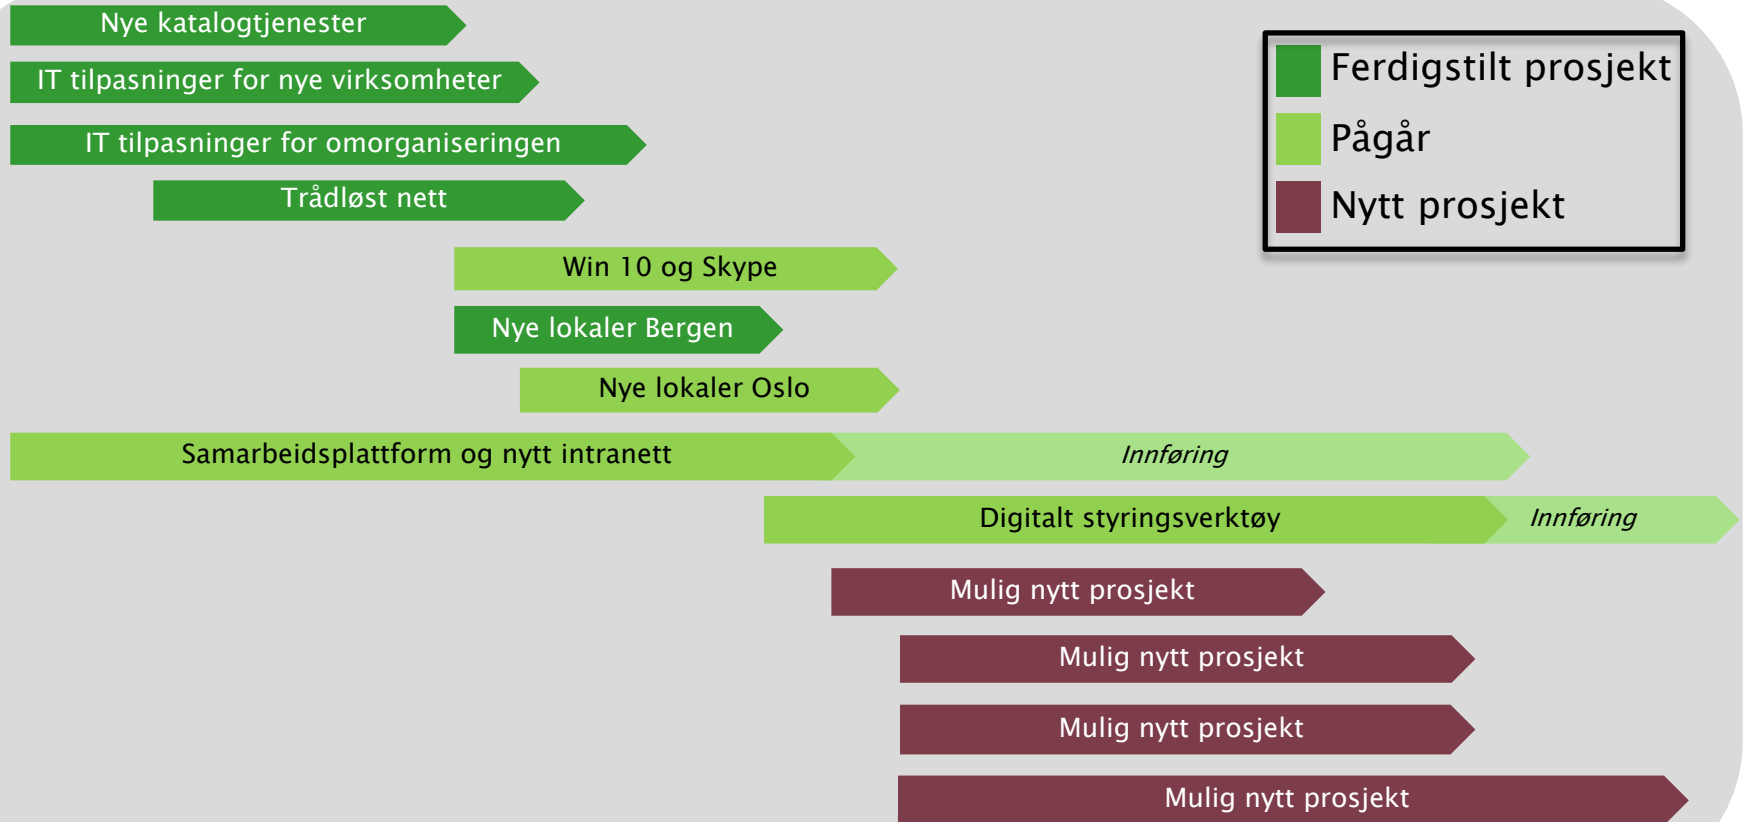 Nye katalogtjenester
IT tilpasninger for nye virksomheter
IT tilpasninger for omorganiseringen
Trådløst nett
Ferdigstilt prosjekt
Pågår
Nytt prosjekt
Win 10 og Skype
Nye lokaler Bergen
Nye lokaler Oslo
Samarbeidsplattform og nytt intranett
Innføring
Digitalt styringsverktøy
Innføring
Mulig nytt prosjekt
Mulig nytt prosjekt
Mulig nytt prosjekt
Mulig nytt prosjekt